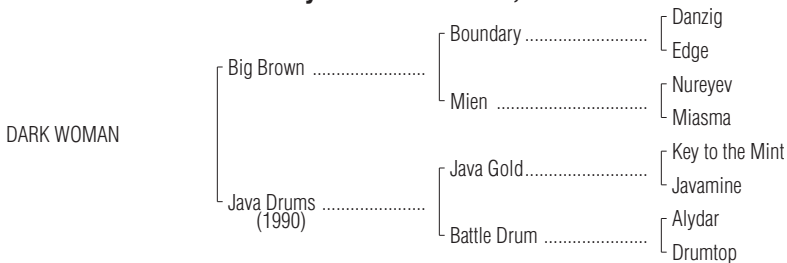 Danzig
Boundary ..........................
Edge
Big Brown ........................
Nureyev
Mien ................................
Miasma
DARK WOMAN
Key to the Mint
Java Gold..........................
Javamine
Java Drums ......................
(1990)
Alydar
Battle Drum ......................
Drumtop